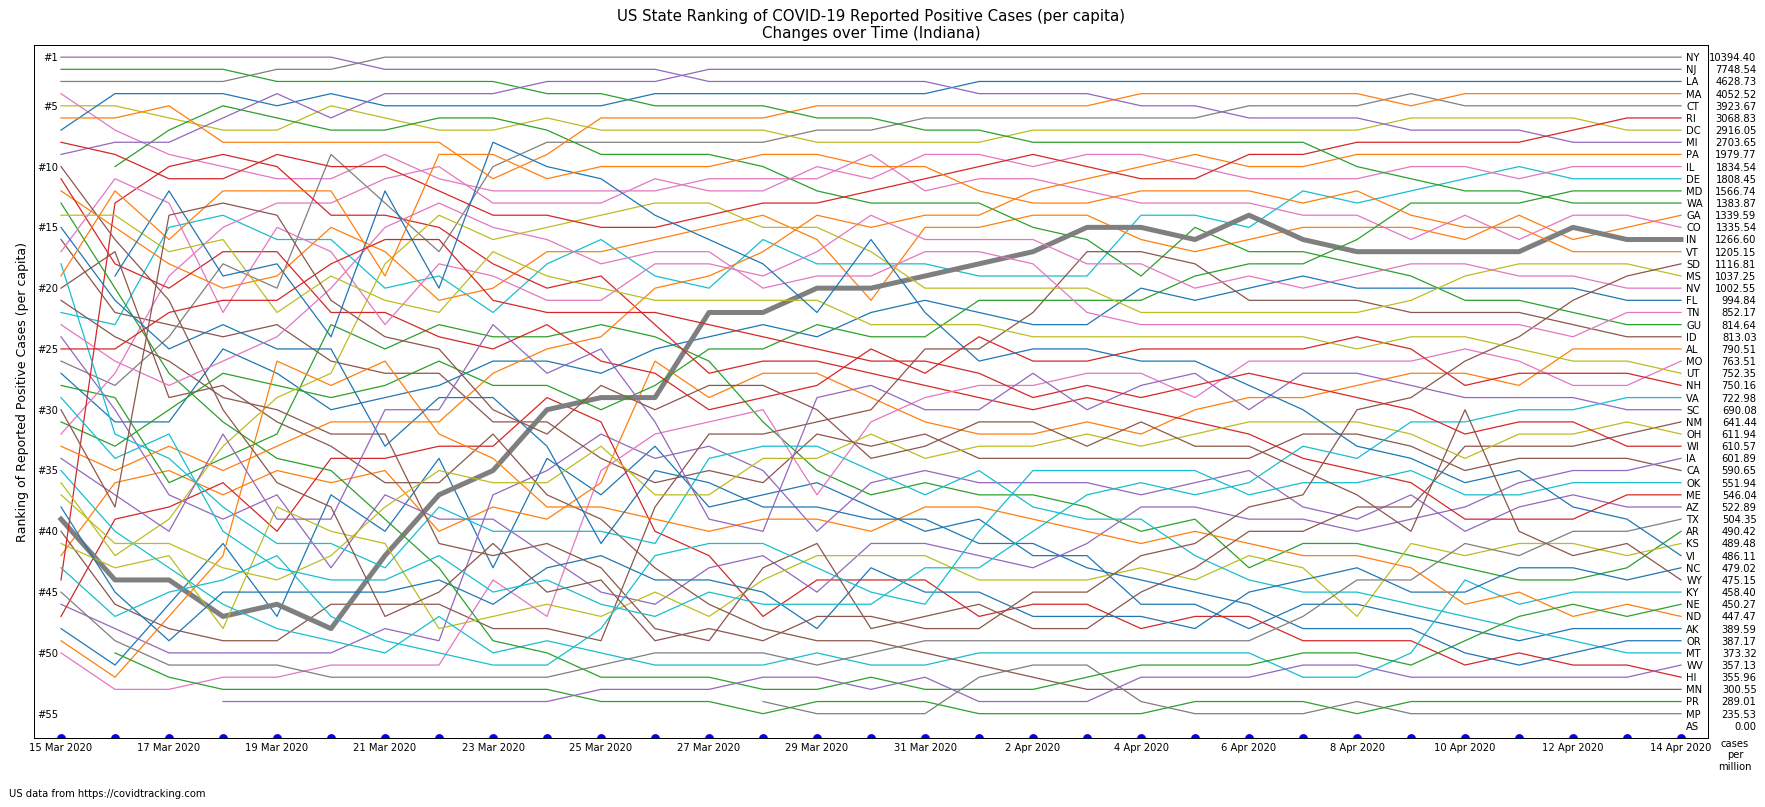 US State Ranking of COVID-19 Reported Positive Cases (per capita)
Changes over Time (Indiana)
Ranking of Reported Positive Cases (per capita)
#1
#5
#10
#15
#20
#25
#30
#35
#40
#45
#50
#55
NY 10394.40
NJ 7748.54
LA 4628.73
MA 4052.52
CT 3923.67
RI 3068.83
DC 2916.05
MI 2703.65
PA 1979.77
IL 1834.54
DE 1808.45
MD 1566.74
WA 1383.87
GA 1339.59
CO 1335.54
IN 1266.60
VT 1205.15
SD 1116.81
MS 1037.25
NV 1002.55
FL 994.84
TN 852.17
GU 814.64
ID 813.03
AL 790.51
MO 763.51
UT 752.35
NH 750.16
VA 722.98
SC 690.08
NM 641.44
OH 611.94
WI 610.57
IA 601.89
CA 590.65
OK 551.94
ME 546.04
AZ 522.89
TX 504.35
AR 490.42
KS 489.48
VI 486.11
NC 479.02
WY 475.15
KY 458.40
NE 450.27
ND 447.47
AK 389.59
OR 387.17
MT 373.32
WV 357.13
HI 355.96
MN 300.55
PR 289.01
MP 235.53
AS 0.00
15 Mar 2020
17 Mar 2020
19 Mar 2020
21 Mar 2020
23 Mar 2020
25 Mar 2020
27 Mar 2020
29 Mar 2020
31 Mar 2020
2 Apr 2020
4 Apr 2020
6 Apr 2020
8 Apr 2020
10 Apr 2020
12 Apr 2020
14 Apr 2020
cases
per
million
US data from https://covidtracking.com